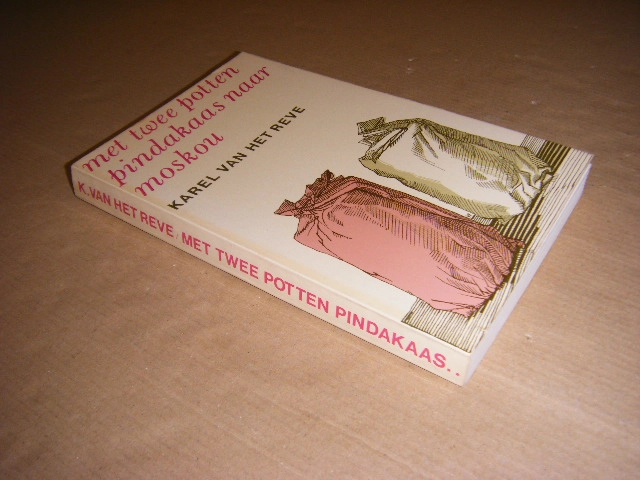 met twee potten
pindakaas naar
moskou
KAREL VAN HET REVE
K. VAN HET REVE / MET TWEE POTTEN PINDAKAAS..